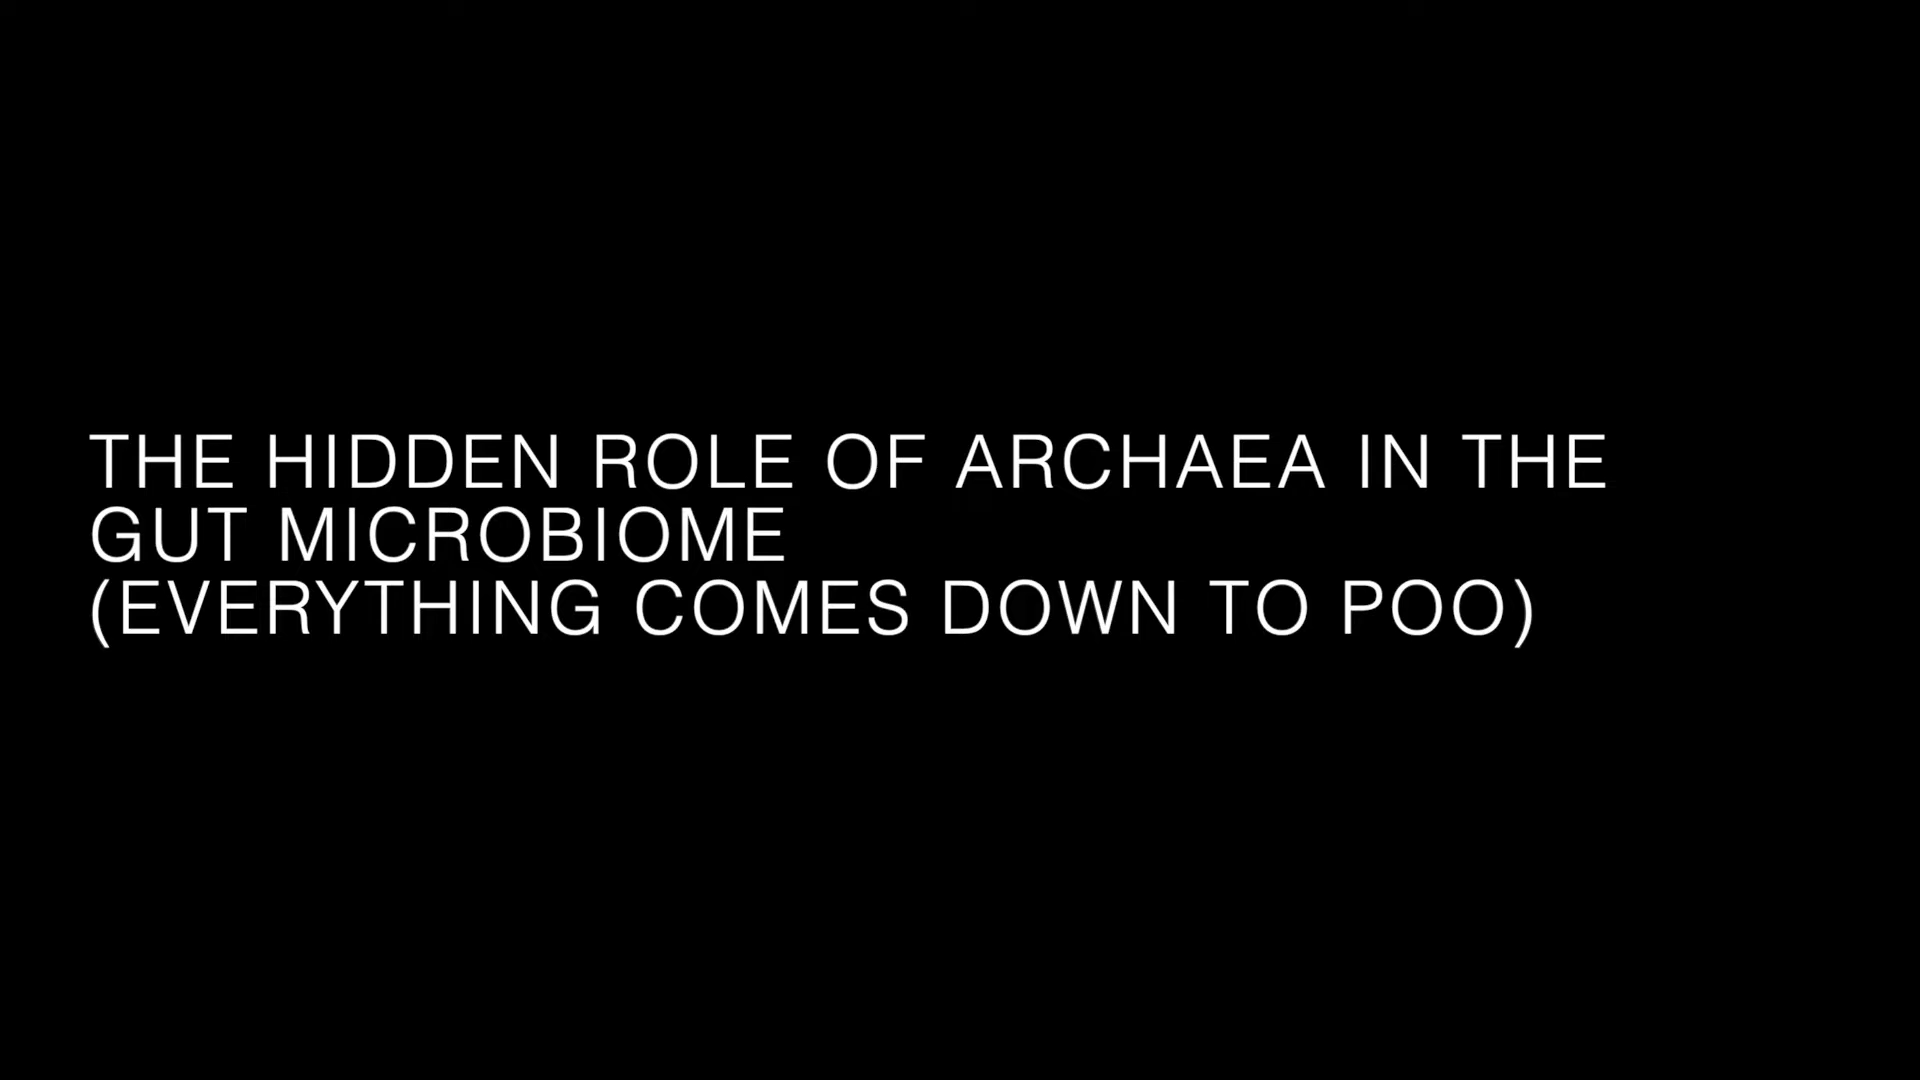 THE HIDDEN ROLE OF ARCHAEA IN THE
GUT MICROBIOME
(EVERYTHING COMES DOWN TO POO)